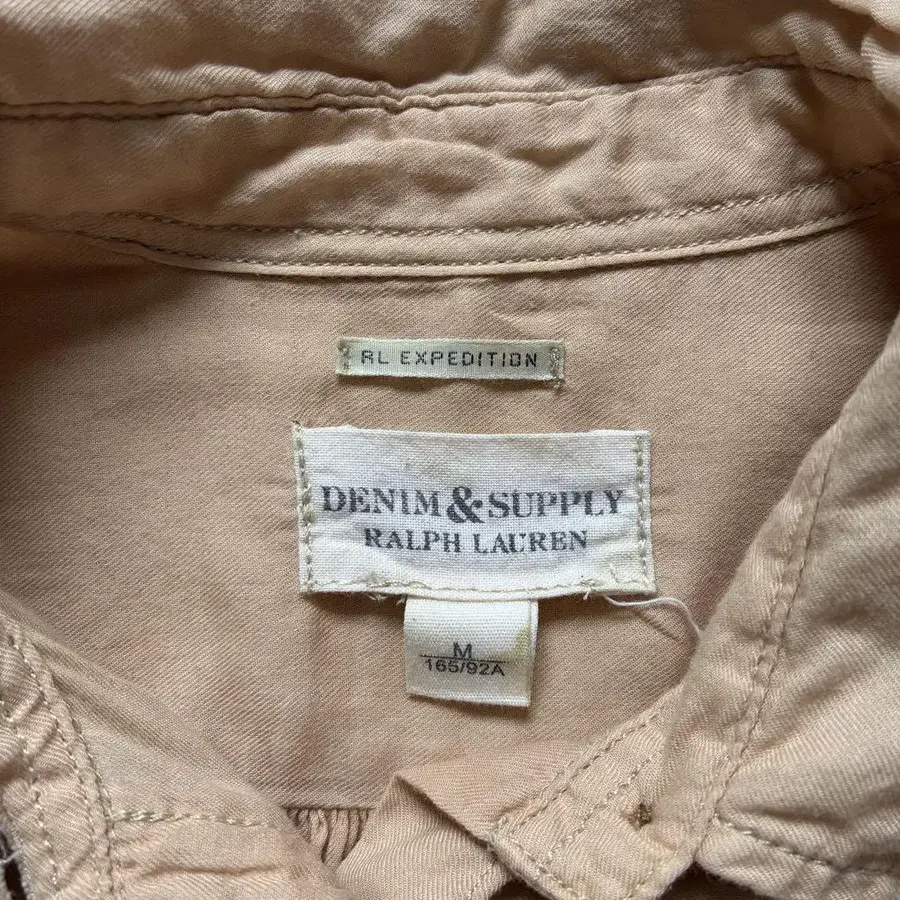 RL EXPEDITION
DENIM & SUPPLY
RALPH LAUREN
M
165/92A